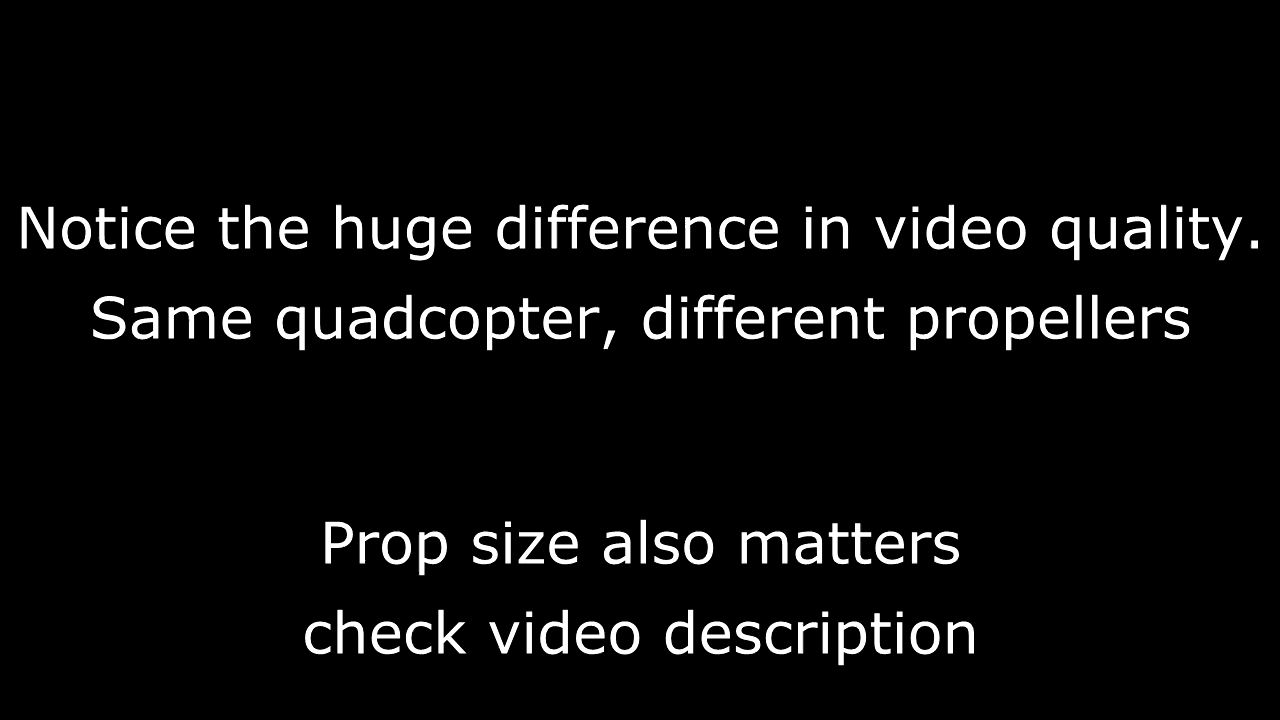 Notice the huge difference in video quality.
Same quadcopter, different propellers
Prop size also matters
check video description